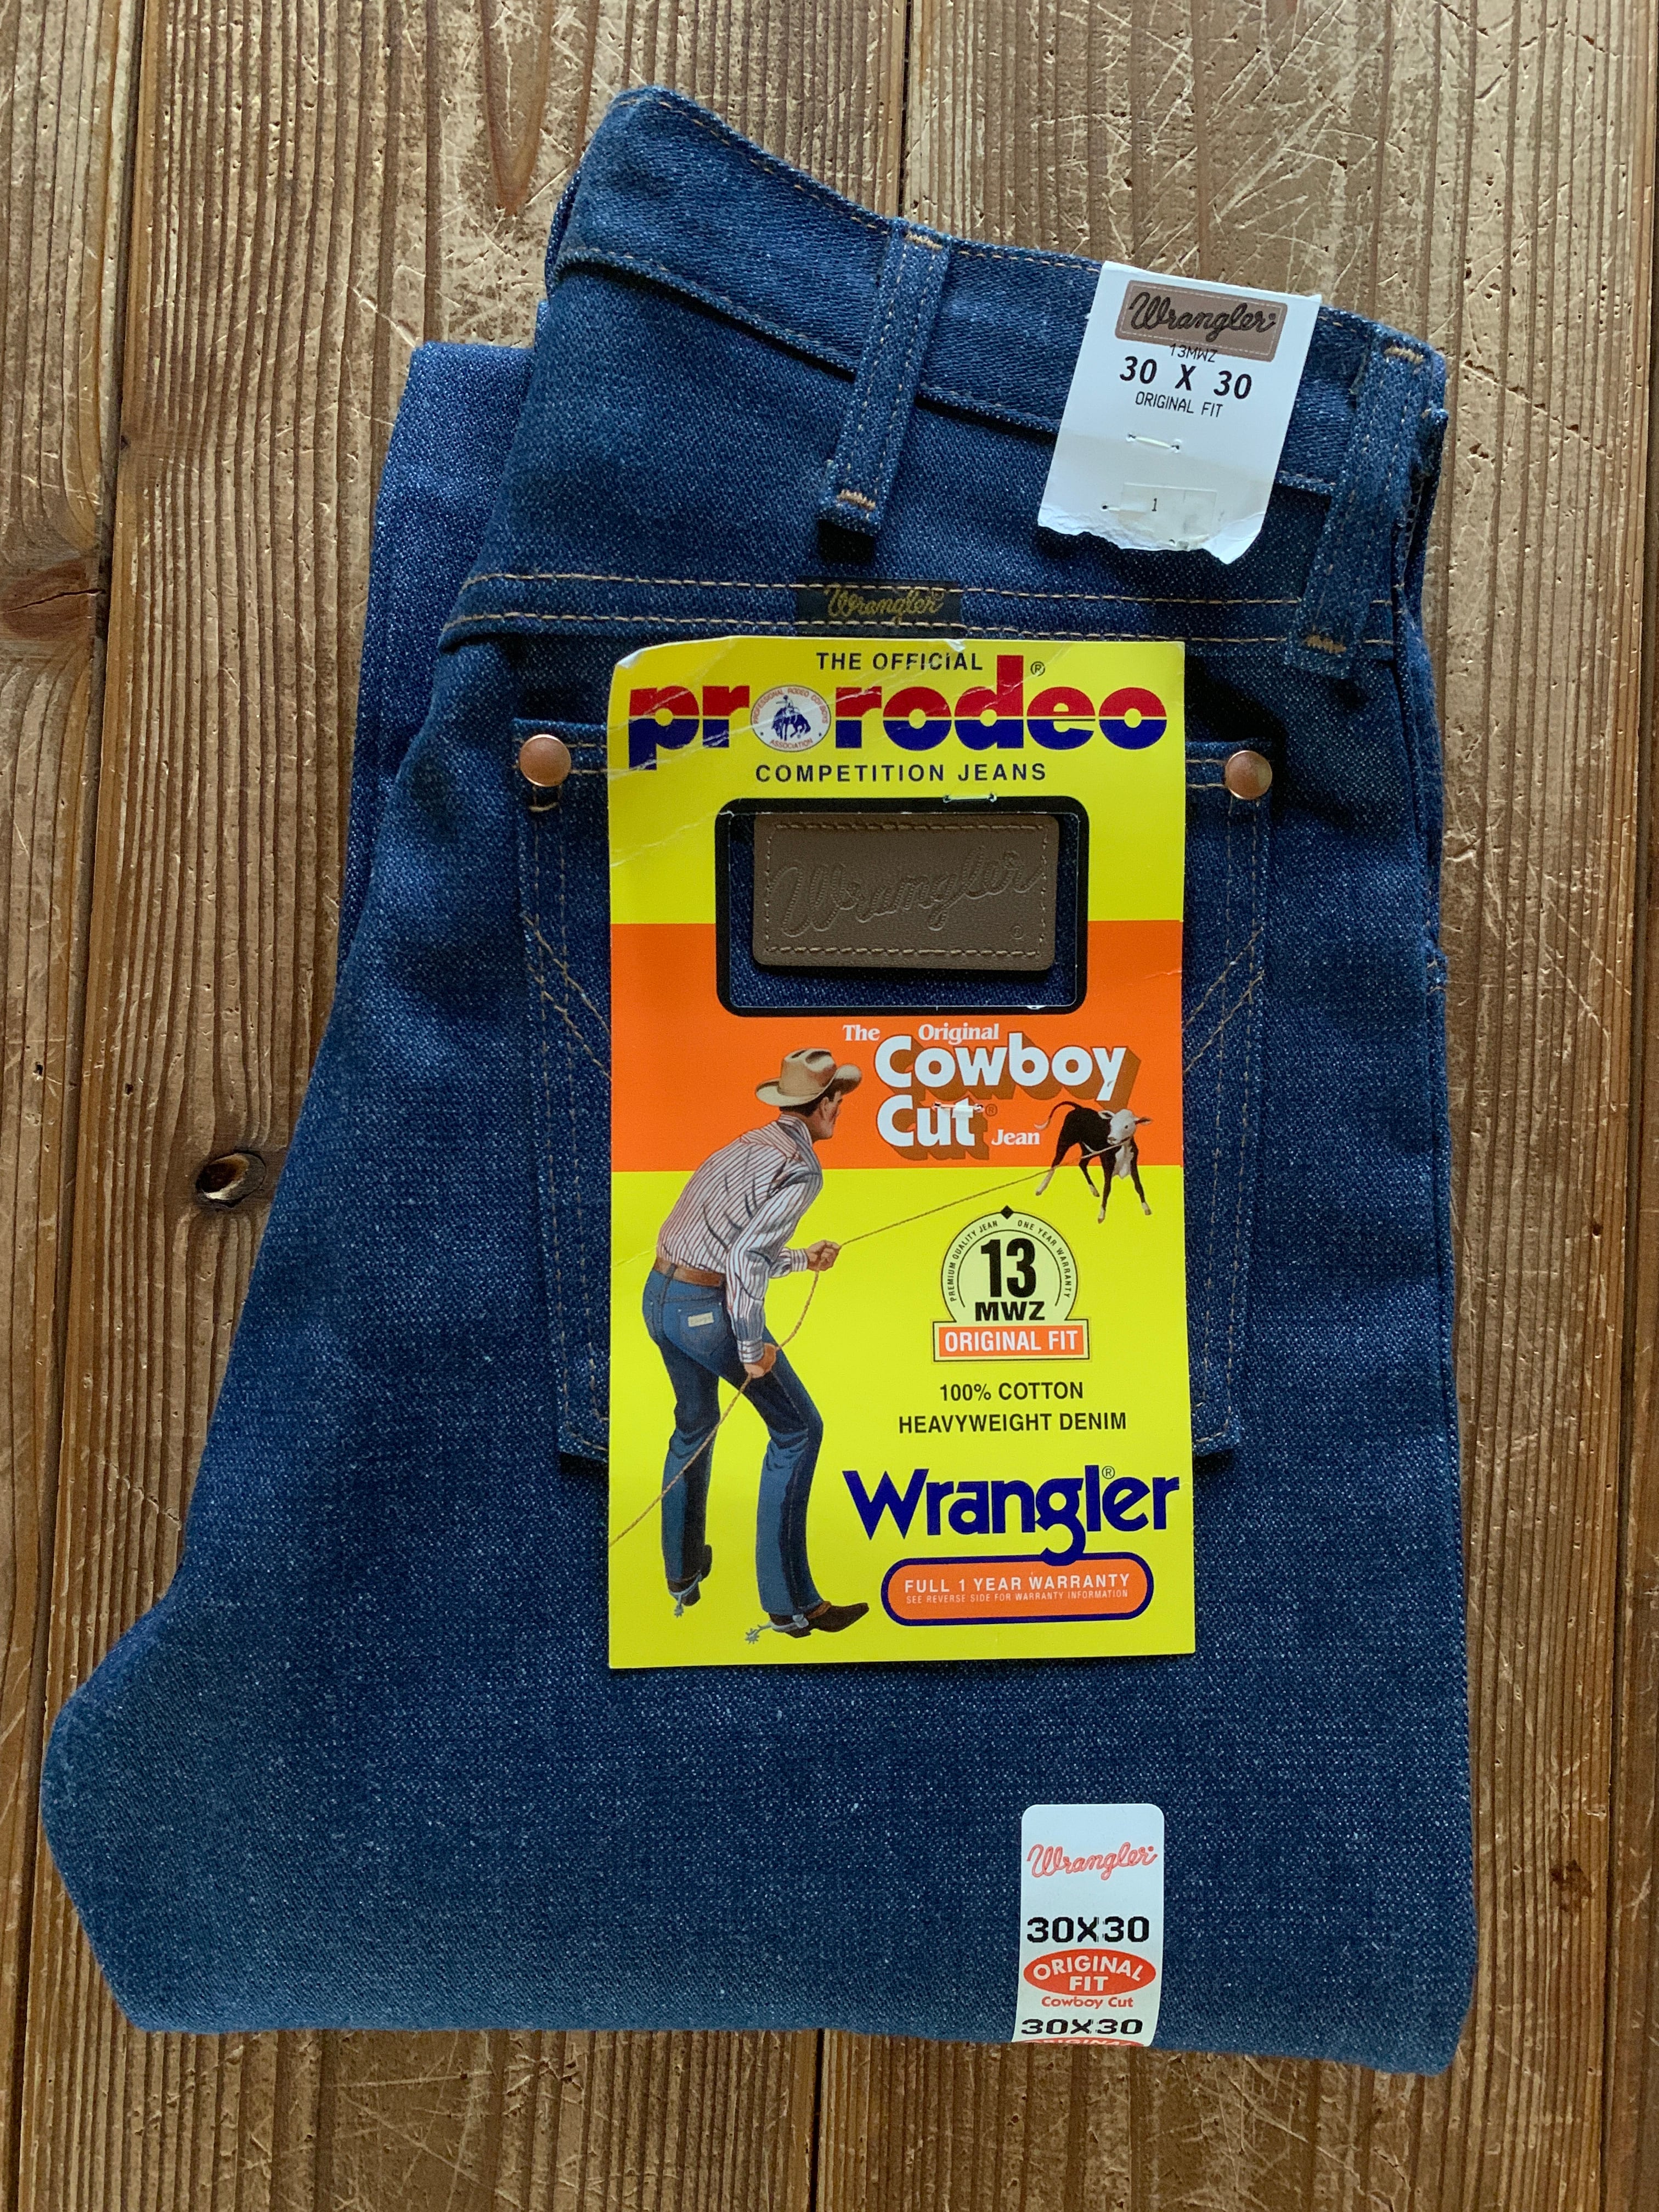 Wrangler®
13MWZ
30 X 30
ORIGINAL FIT
1
Wrangler®
THE OFFICIAL
prorodeo®
PROFESSIONAL RODEO COWBOYS ASSOCIATION
COMPETITION JEANS
Wrangler®
The Original
Cowboy
Cut® Jean
PREMIUM QUALITY JEAN ONE YEAR WARRANTY
13
MWZ
ORIGINAL FIT
100% COTTON
HEAVYWEIGHT DENIM
Wrangler®
FULL 1 YEAR WARRANTY
SEE REVERSE SIDE FOR WARRANTY INFORMATION
Wrangler®
30X30
ORIGINAL
FIT
Cowboy Cut
30X30
ORIGINAL